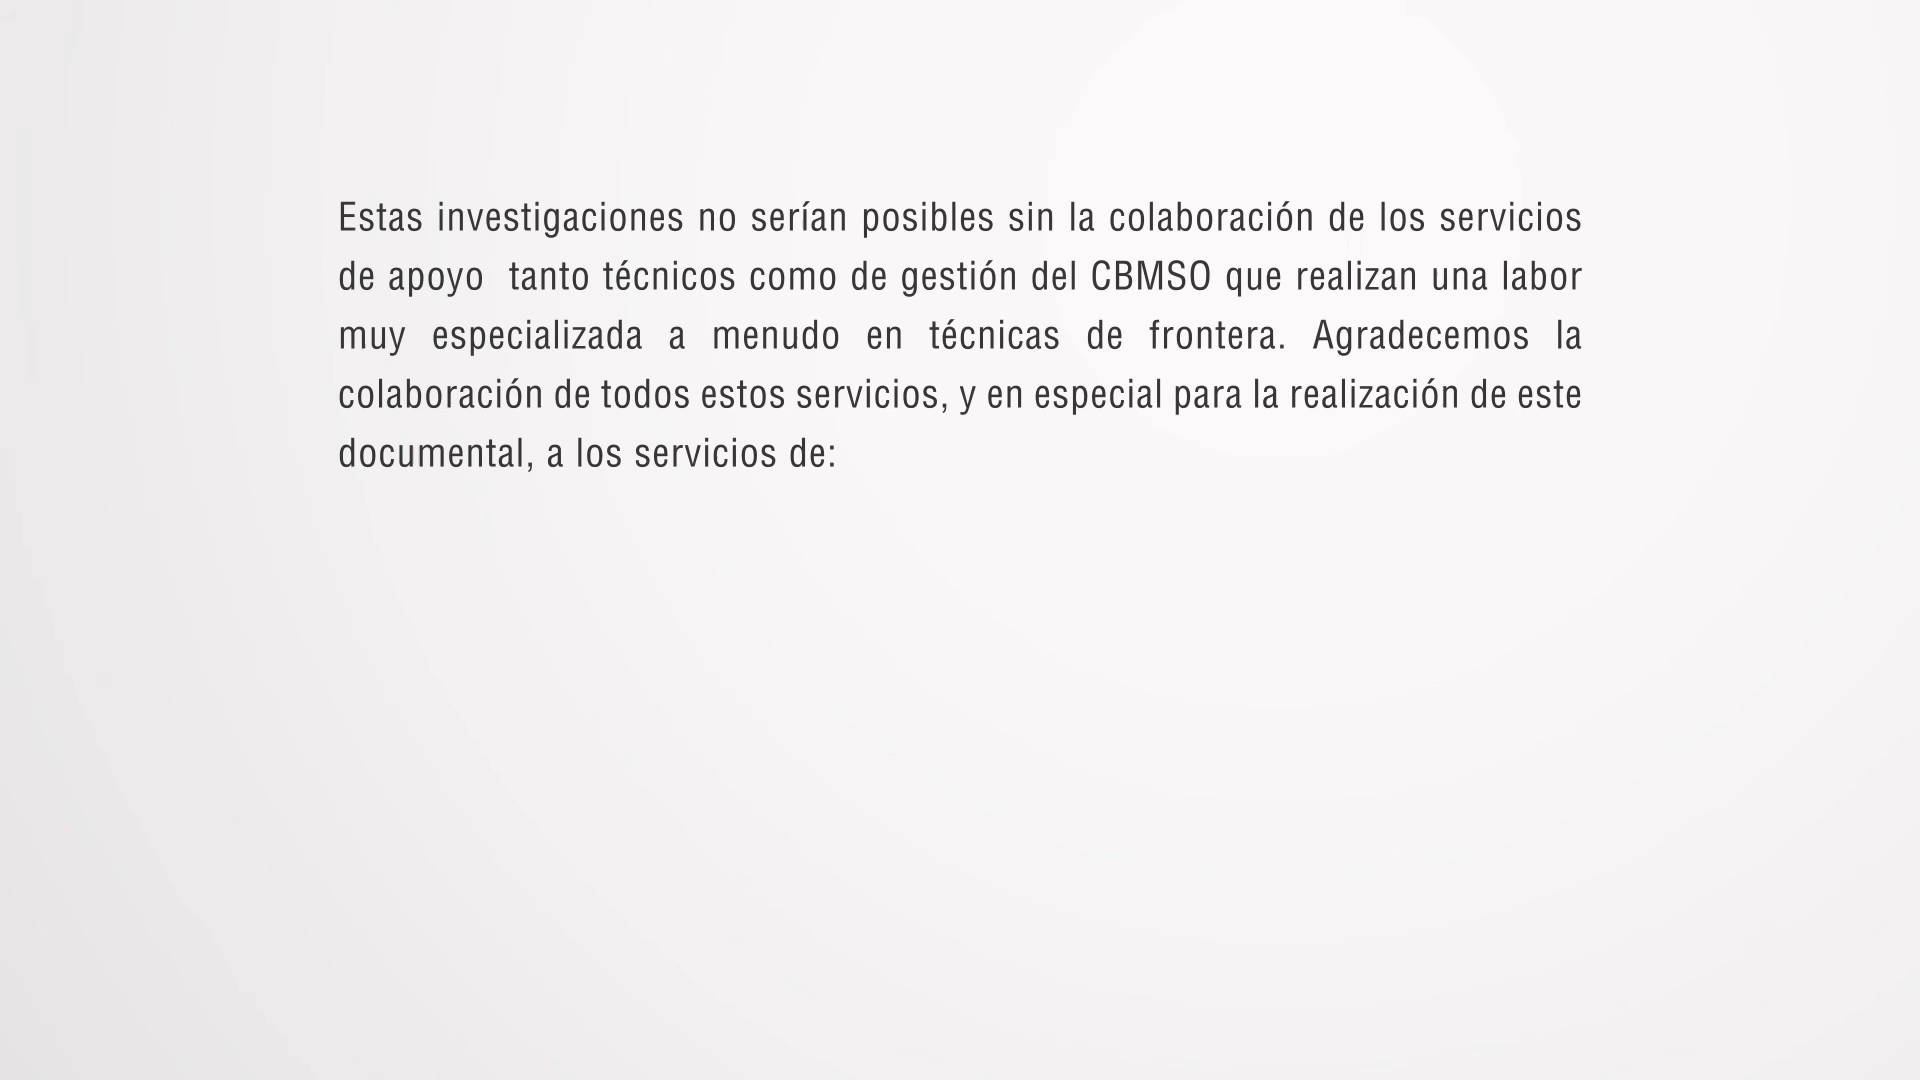 Estas investigaciones no serían posibles sin la colaboración de los servicios
de apoyo  tanto técnicos como de gestión del CBMSO que realizan una labor
muy especializada a menudo en técnicas de frontera. Agradecemos la
colaboración de todos estos servicios, y en especial para la realización de este
documental, a los servicios de: